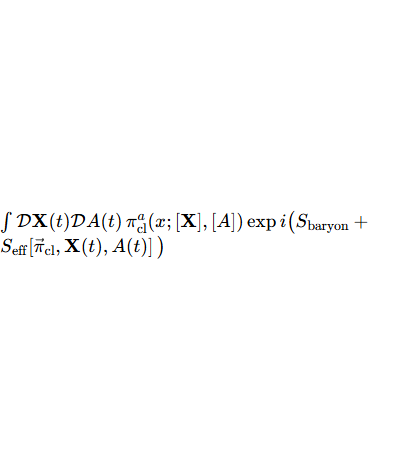 ∫ 𝒟𝐗(t)𝒟A(t) π^a_cl(x; [𝐗], [A]) exp i(S_baryon +
S_eff[π⃗_cl, 𝐗(t), A(t)])